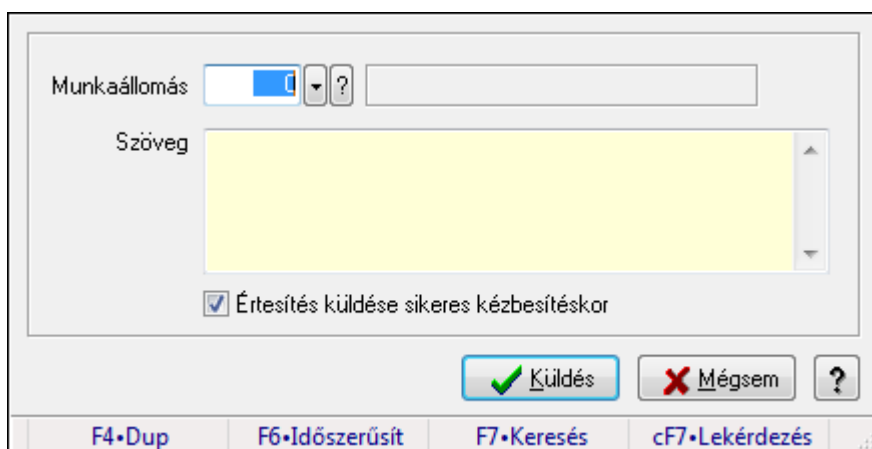 Munkaállomás 0 ?
Szöveg
Értesítés küldése sikeres kézbesítéskor
Küldés Mégsem ?
F4•Dup F6•Időszerűsít F7•Keresés cF7•Lekérdezés